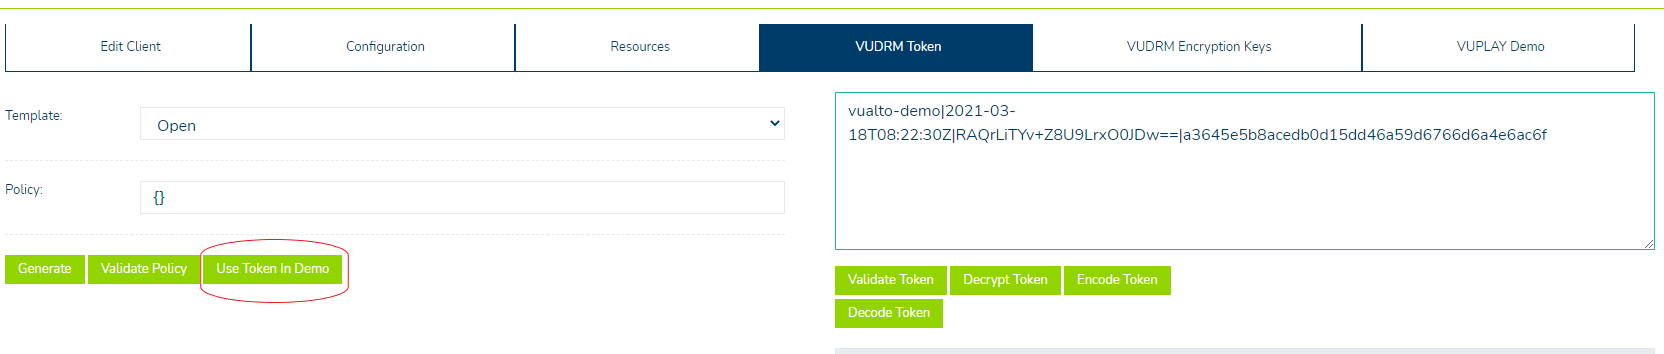 Edit Client
Configuration
Resources
VUDRM Token
VUDRM Encryption Keys
VUPLAY Demo
Template:
Open
Policy:
{}
Generate
Validate Policy
Use Token In Demo
vualto-demo|2021-03-
18T08:22:30Z|RAQrLiTYv+Z8U9LrxO0JDw==|a3645e5b8acedb0d15dd46a59d6766d6a4e6ac6f
Validate Token
Decrypt Token
Encode Token
Decode Token